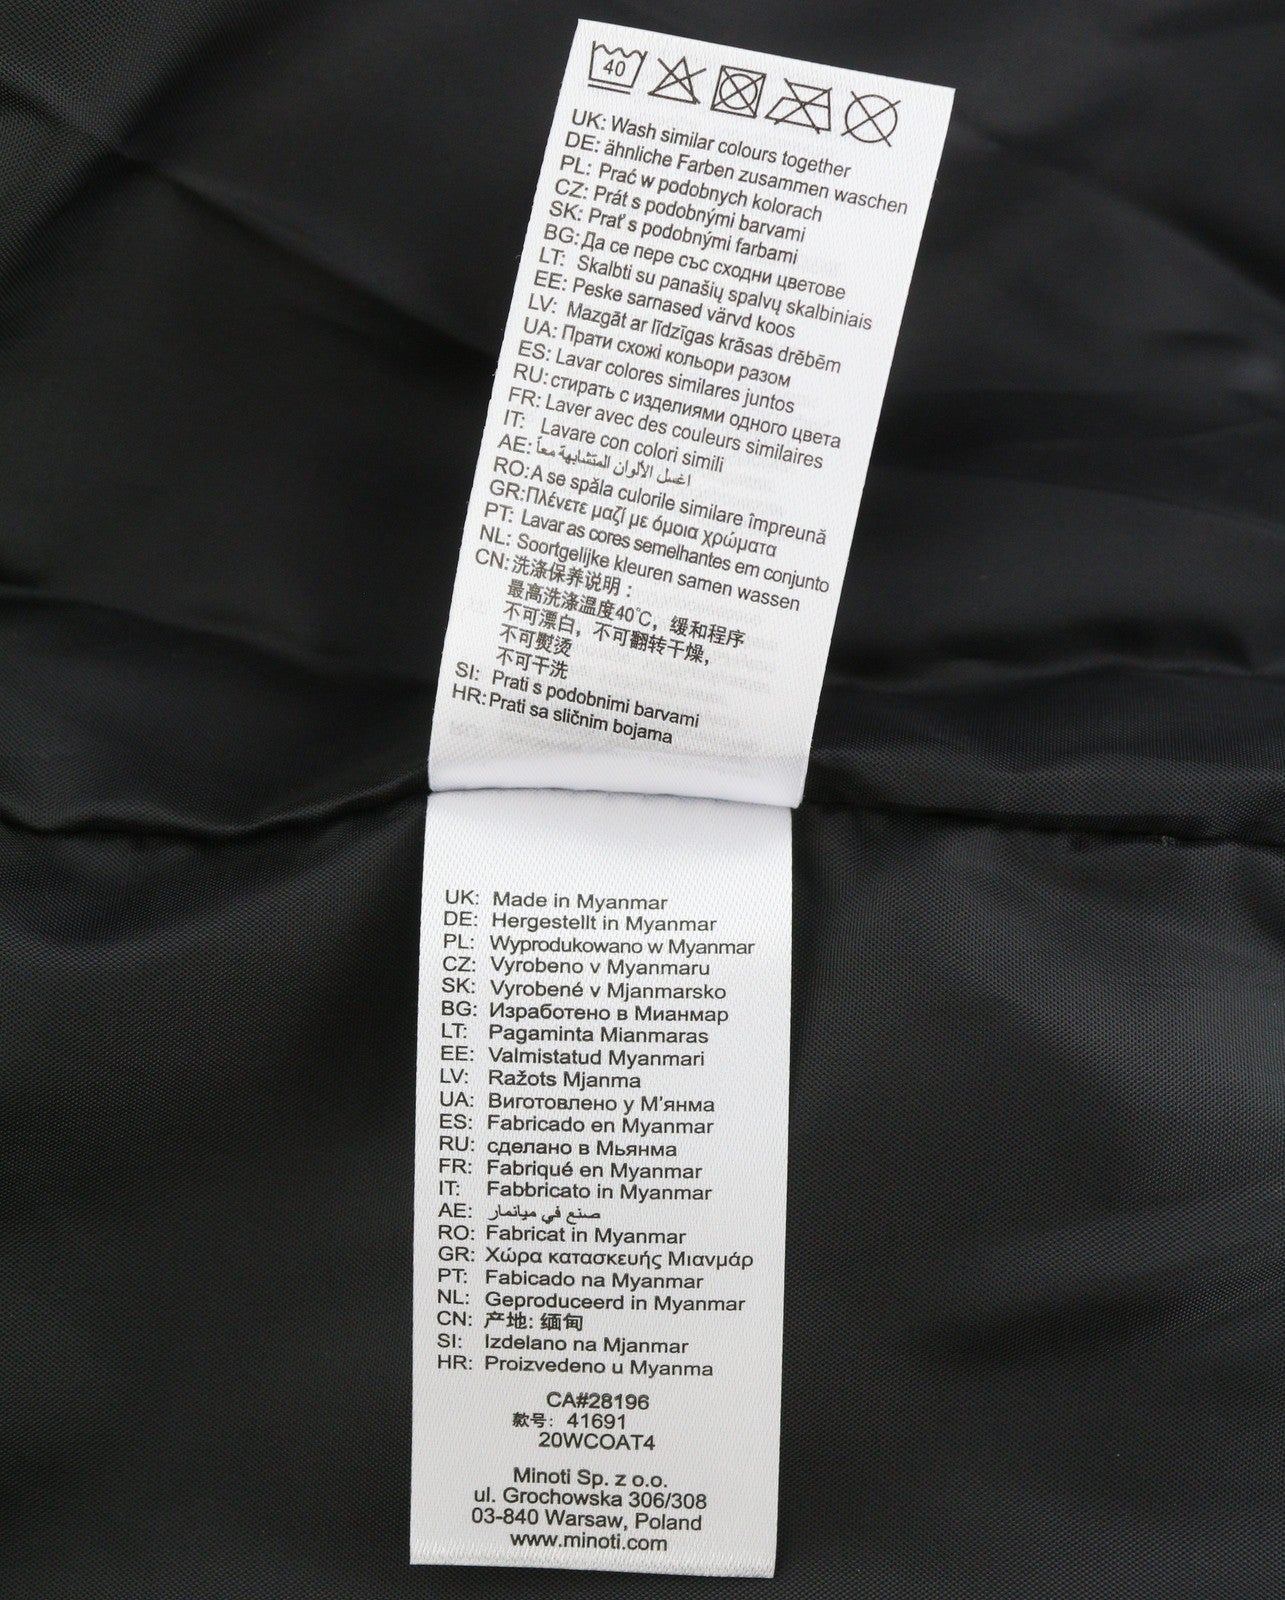 40
UK: Wash similar colours together
DE: ähnliche Farben zusammen waschen
PL: Prać w podobnych kolorach
CZ: Prát s podobnými barvami
SK: Prať s podobnými farbami
BG: Да се пере със сходни цветове
LT: Skalbti su panašių spalvų skalbiniais
EE: Peske sarnased värvd koos
LV: Mazgāt ar līdzīgas krāsas drēbēm
UA: Прати схожі кольори разом
ES: Lavar colores similares juntos
RU: стирать с изделиями одного цвета
FR: Laver avec des couleurs similaires
IT: Lavare con colori simili
AE: اغسل الألوان المتشابهة معاً
RO: A se spăla culorile similare împreună
GR: Πλένετε μαζί με όμοια χρώματα
PT: Lavar as cores semelhantes em conjunto
NL: Soortgelijke kleuren samen wassen
CN: 洗涤保养说明：
最高洗涤温度40℃，缓和程序
不可漂白，不可翻转干燥，
不可熨烫
不可干洗
SI: Prati s podobnimi barvami
HR: Prati sa sličnim bojama
UK: Made in Myanmar
DE: Hergestellt in Myanmar
PL: Wyprodukowano w Myanmar
CZ: Vyrobeno v Myanmaru
SK: Vyrobené v Mjanmarsko
BG: Изработено в Мианмар
LT: Pagaminta Mianmaras
EE: Valmistatud Myanmari
LV: Ražots Mjanma
UA: Виготовлено у М'янма
ES: Fabricado en Myanmar
RU: сделано в Мьянма
FR: Fabriqué en Myanmar
IT: Fabbricato in Myanmar
AE: صنع في ميانمار
RO: Fabricat in Myanmar
GR: Χώρα κατασκευής Μιανμάρ
PT: Fabicado na Myanmar
NL: Geproduceerd in Myanmar
CN: 产地: 缅甸
SI: Izdelano na Mjanmar
HR: Proizvedeno u Myanma
CA#28196
款号: 41691
20WCOAT4
Minoti Sp. z o.o.
ul. Grochowska 306/308
03-840 Warsaw, Poland
www.minoti.com